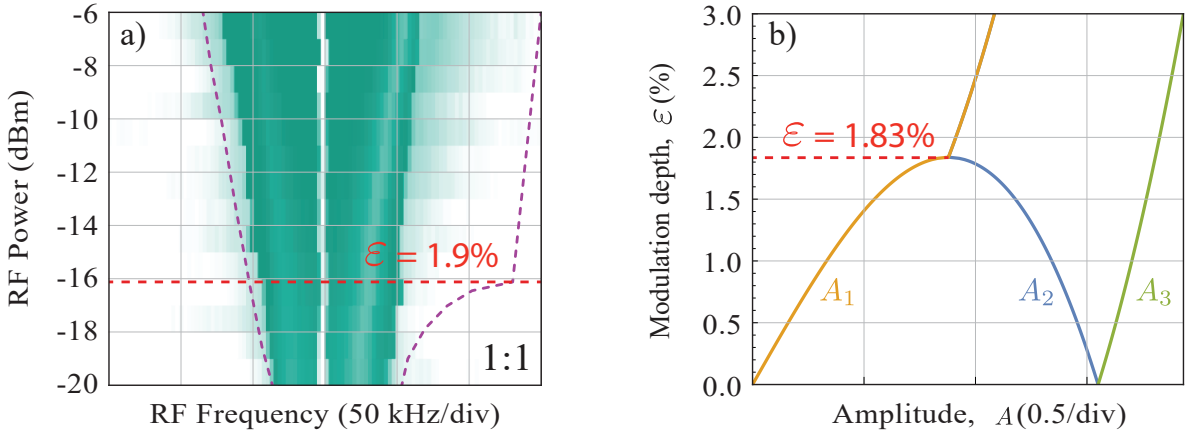 a)
RF Power (dBm)
-6
-8
-10
-12
-14
-16
-18
-20
ε = 1.9%
1:1
RF Frequency (50 kHz/div)
b)
Modulation depth, ε (%)
3.0
2.5
2.0
1.5
1.0
0.5
0.0
ε = 1.83%
A₁
A₂
A₃
Amplitude, A (0.5/div)